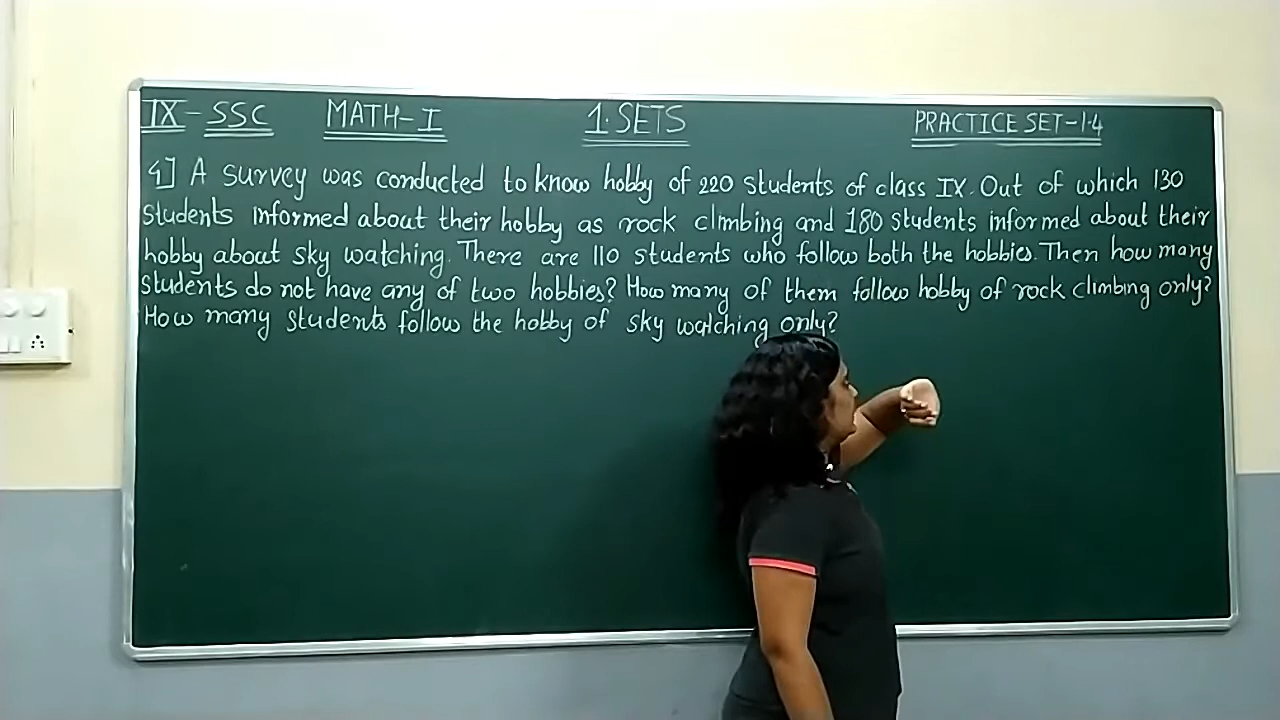 IX - SSC MATH-I 1. SETS PRACTICE SET-1.4
4] A survey was conducted to know hobby of 220 students of class IX. Out of which 130
students informed about their hobby as rock climbing and 180 students informed about their
hobby about sky watching. There are 110 students who follow both the hobbies. Then how many
students do not have any of two hobbies? How many of them follow hobby of rock climbing only?
How many students follow the hobby of sky watching only?